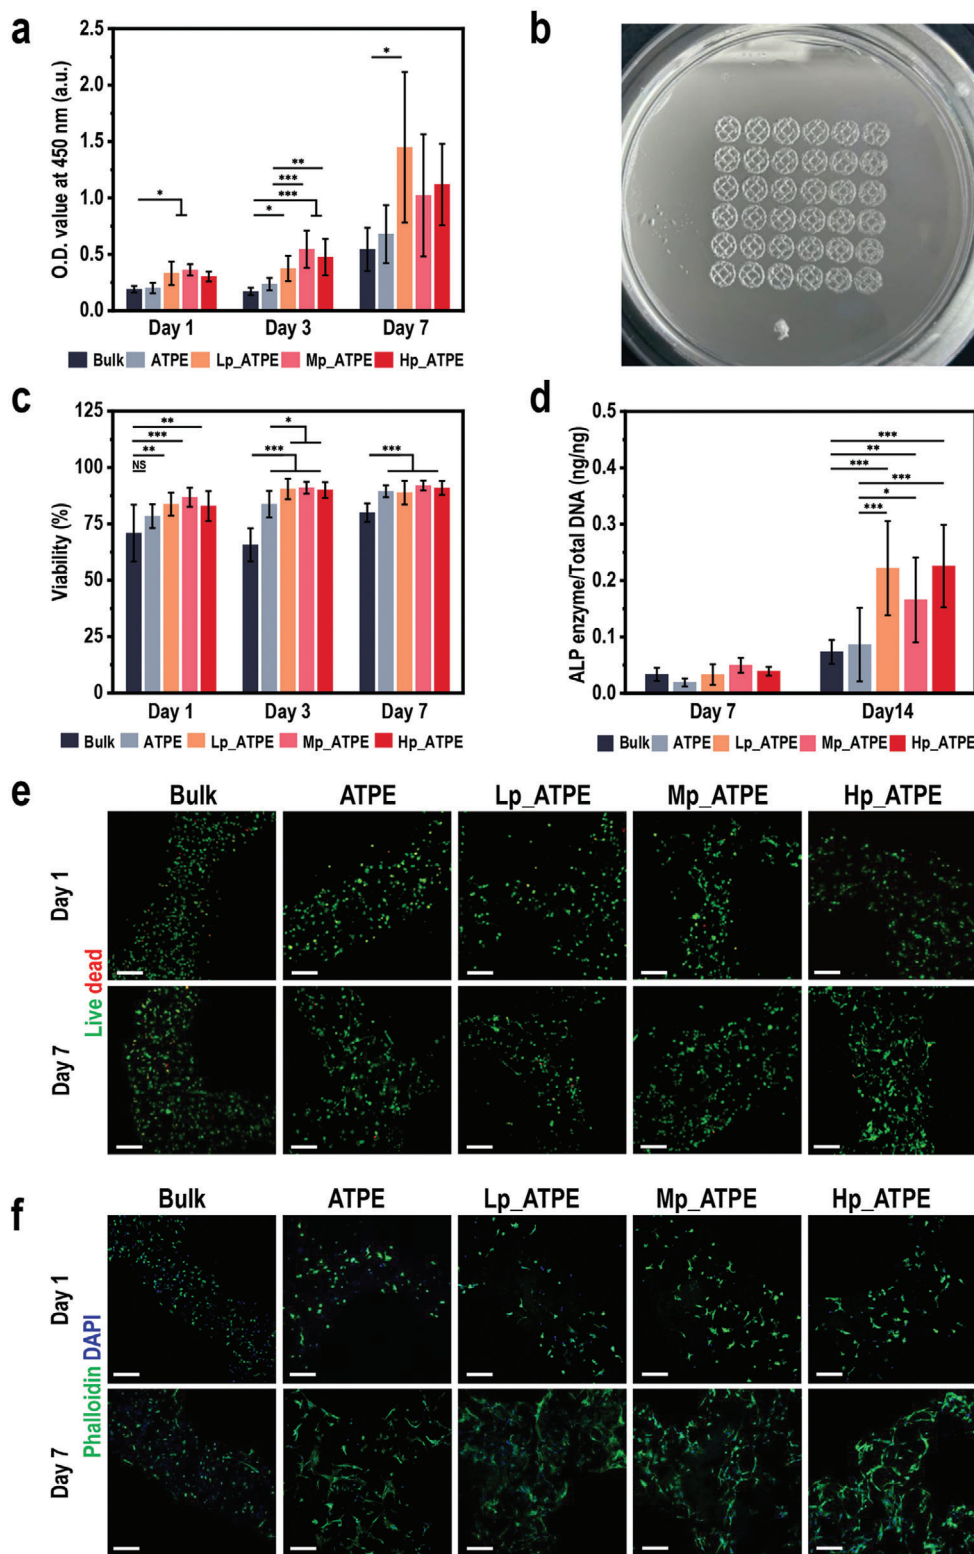 a
2.5
2.0
1.5
1.0
0.5
0.0
O.D. value at 450 nm (a.u.)
*
*
***
***
**
*
Day 1 Day 3 Day 7
Bulk ATPE Lp_ATPE Mp_ATPE Hp_ATPE
b
c
125
100
75
50
25
0
Viability (%)
NS
**
***
**
***
*
***
Day 1 Day 3 Day 7
Bulk ATPE Lp_ATPE Mp_ATPE Hp_ATPE
d
0.5
0.4
0.3
0.2
0.1
0.0
ALP enzyme/Total DNA (ng/ng)
***
**
***
***
*
***
Day 7 Day14
Bulk ATPE Lp_ATPE Mp_ATPE Hp_ATPE
e
Bulk ATPE Lp_ATPE Mp_ATPE Hp_ATPE
Live dead
Day 1
Day 7
f
Bulk ATPE Lp_ATPE Mp_ATPE Hp_ATPE
Phalloidin DAPI
Day 1
Day 7